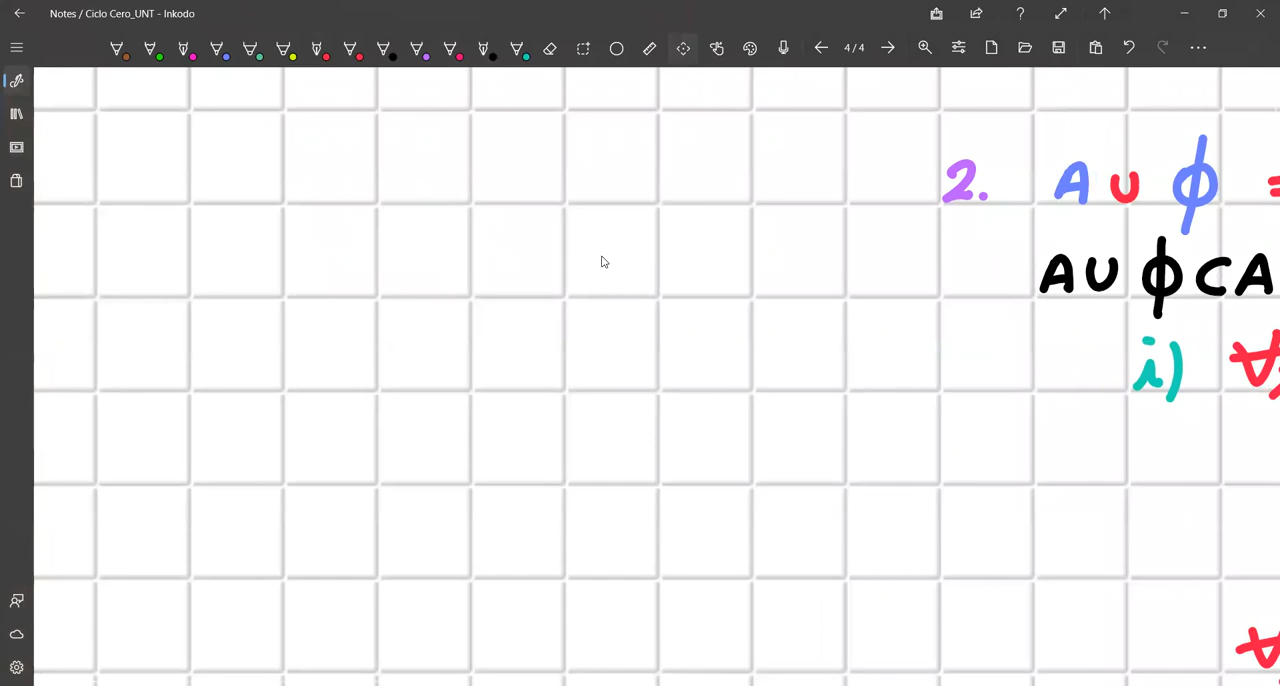 Notes / Ciclo Cero_UNT - Inkodo
4 / 4
2. A ∪ ϕ =
A ∪ ϕ ⊂ A
i) ∀
∀